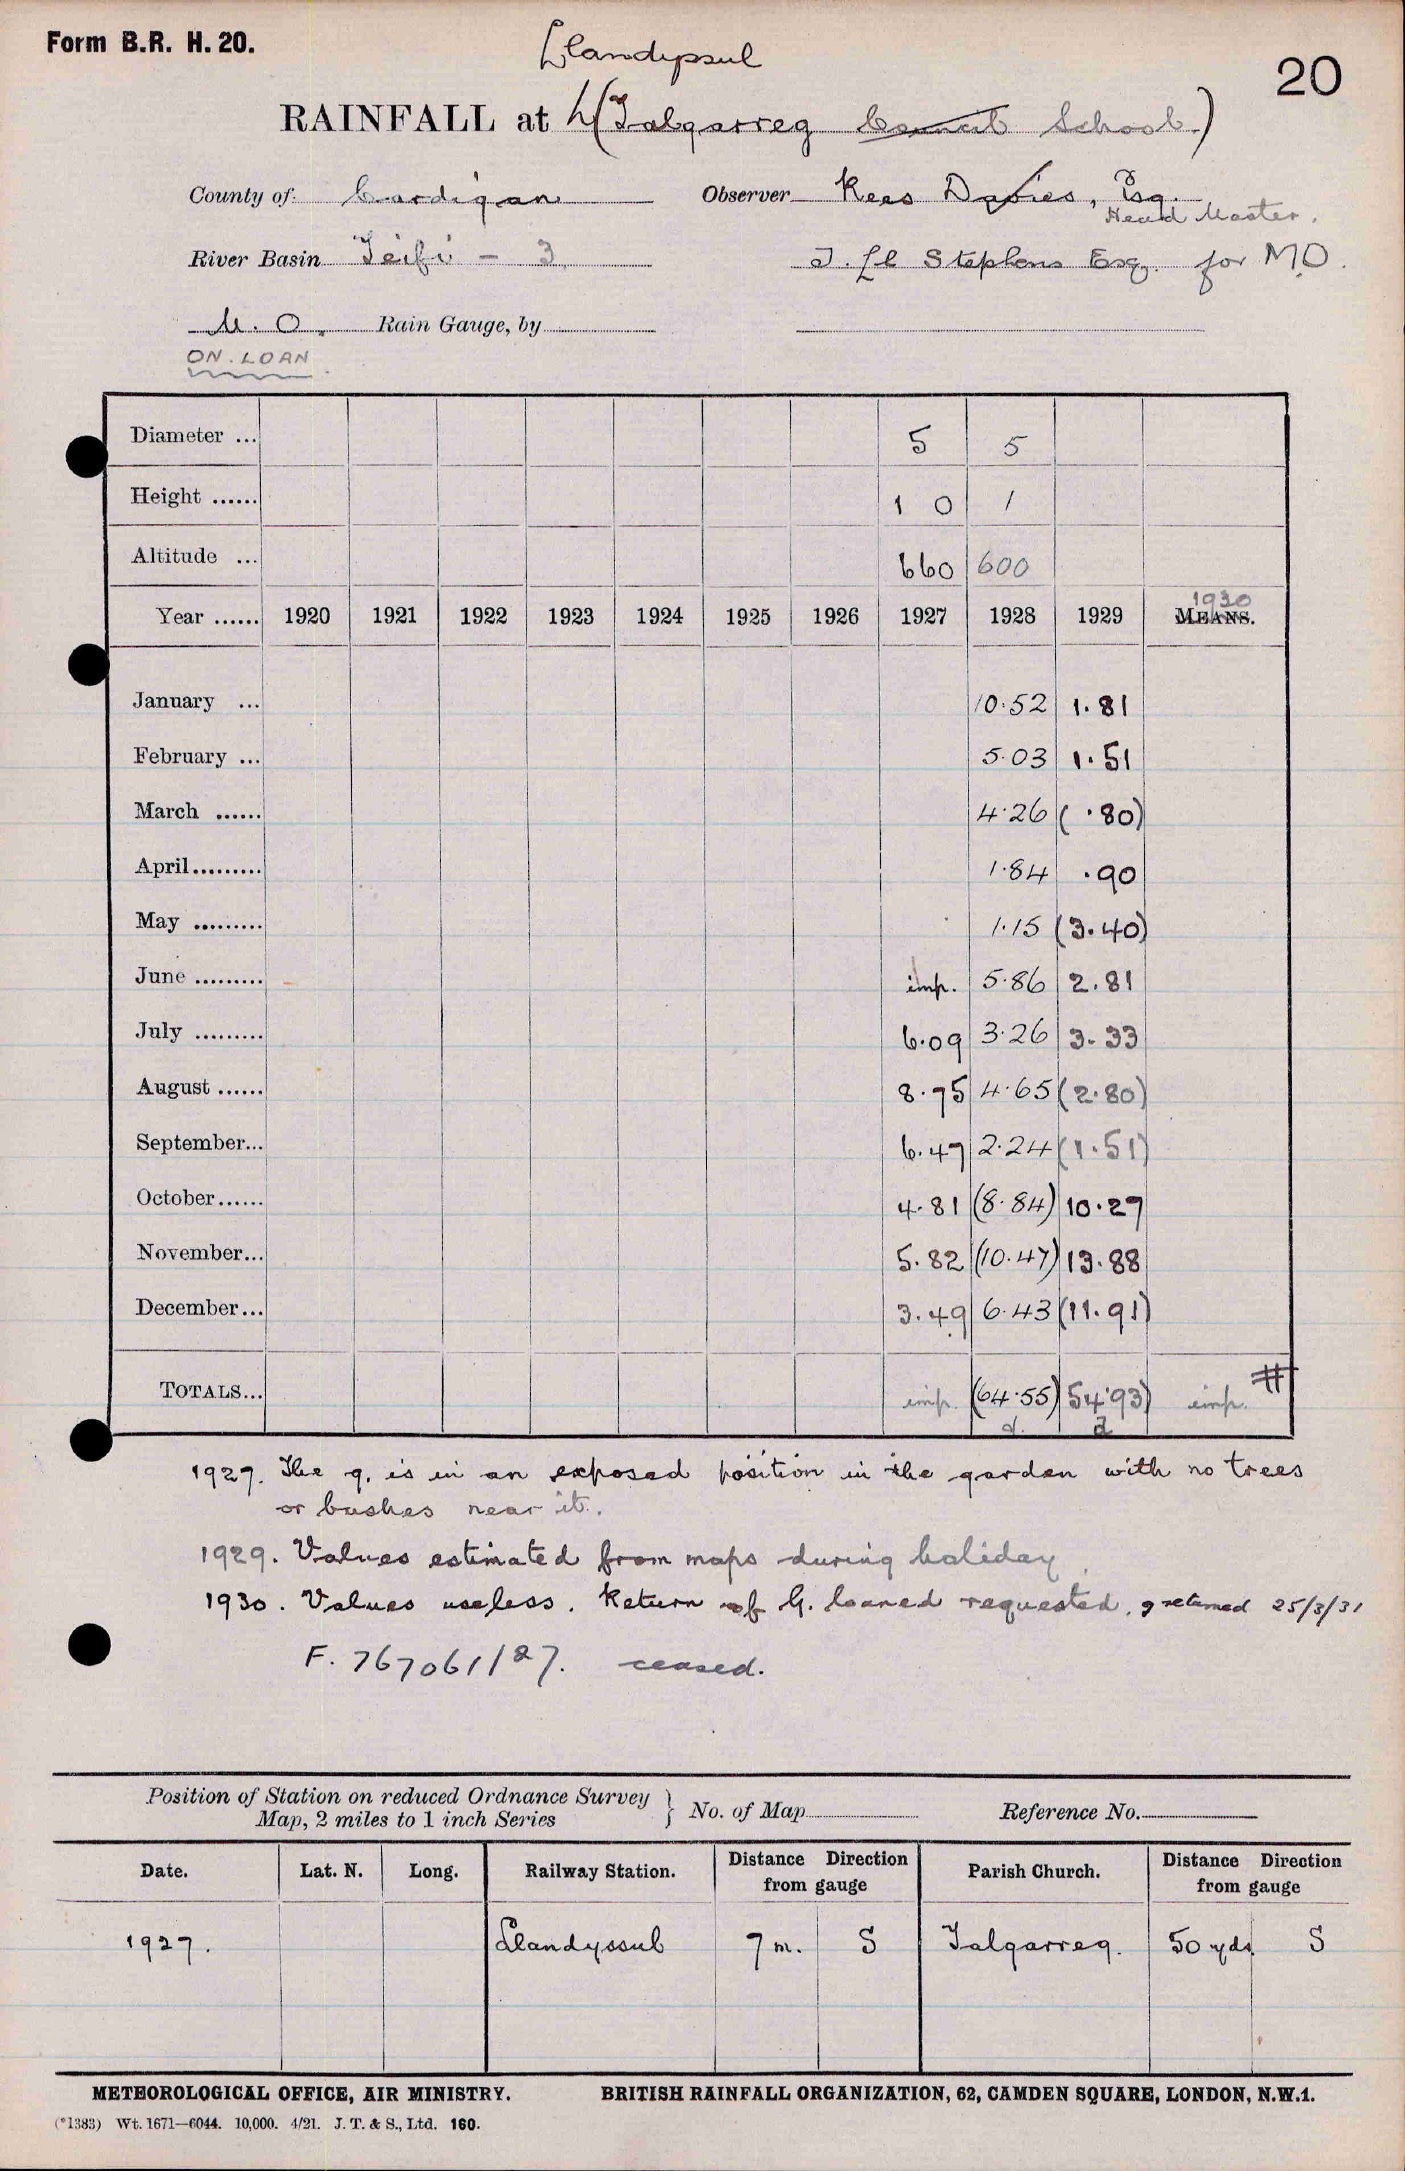 Form B.R. H. 20.
Llandyssul
20
RAINFALL at (Talgarreg Council School)
County of Cardigan Observer Rees Davies, Esq.
Head Master.
River Basin Teifi - 3 J. Ll Stephens Esq. for M.O.
M. O. Rain Gauge, by
ON. LOAN
Diameter ... 5 5
Height ...... 1 0 1
Altitude ... 660 600
1930
Year ...... 1920 1921 1922 1923 1924 1925 1926 1927 1928 1929 MEANS.
January ... 10.52 1.81
February ... 5.03 1.51
March ...... 4.26 (.80)
April......... 1.84 .90
May ......... 1.15 (3.40)
June ......... imp. 5.86 2.81
July ......... 6.09 3.26 3.33
August ...... 8.75 4.65 (2.80)
September... 6.47 2.24 (1.51)
October...... 4.81 (8.84) 10.27
November... 5.82 (10.47) 13.88
December... 3.49 6.43 (11.91)
TOTALS... imp. (64.55) 54.93) imp. #
d. a
1927. The g. is in an exposed position in the garden with no trees
or bushes near it.
1929. Values estimated from maps during holiday
1930. Values useless. Return of G. loaned requested. g returned 25/3/31
F. 767061/27. ceased.
Position of Station on reduced Ordnance Survey
Map, 2 miles to 1 inch Series } No. of Map Reference No.
Date. Lat. N. Long. Railway Station. Distance Direction from gauge Parish Church. Distance Direction from gauge
1927. Llandyssul 7 m. S Talgarreg. 50 yds. S
METEOROLOGICAL OFFICE, AIR MINISTRY. BRITISH RAINFALL ORGANIZATION, 62, CAMDEN SQUARE, LONDON, N.W.1.
(*1383) Wt. 1671—6044. 10,000. 4/21. J. T. & S., Ltd. 160.